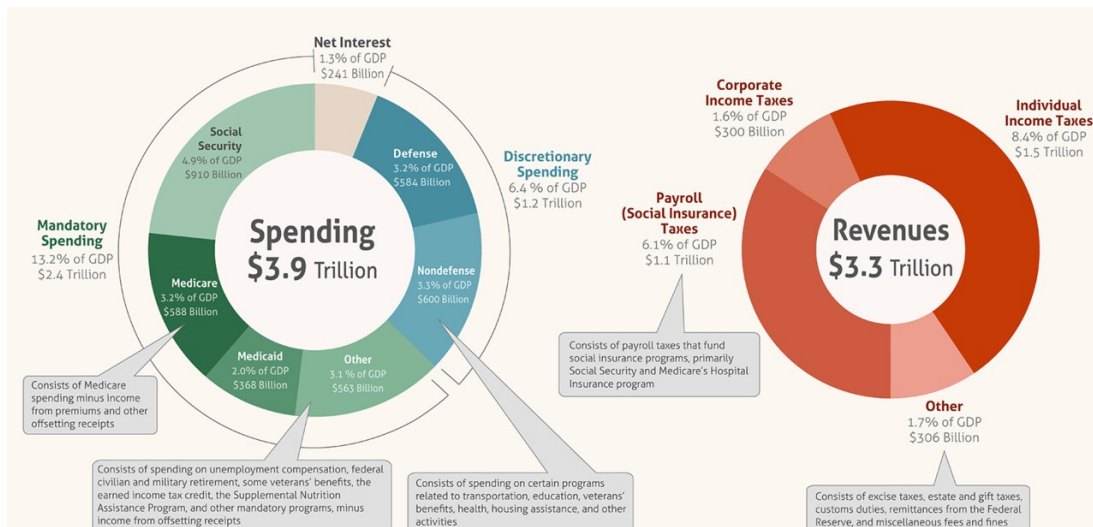 Net Interest
1.3% of GDP
$241 Billion
Social
Security
4.9% of GDP
$910 Billion
Defense
3.2% of GDP
$584 Billion
Discretionary
Spending
6.4 % of GDP
$1.2 Trillion
Mandatory
Spending
13.2% of GDP
$2.4 Trillion
Spending
$3.9 Trillion
Medicare
3.2% of GDP
$588 Billion
Nondefense
3.3% of GDP
$600 Billion
Medicaid
2.0% of GDP
$368 Billion
Other
3.1 % of GDP
$563 Billion
Consists of Medicare
spending minus income
from premiums and other
offsetting receipts
Consists of spending on unemployment compensation, federal
civilian and military retirement, some veterans' benefits, the
earned income tax credit, the Supplemental Nutrition
Assistance Program, and other mandatory programs, minus
income from offsetting receipts
Consists of spending on certain programs
related to transportation, education, veterans'
benefits, health, housing assistance, and other
activities
Corporate
Income Taxes
1.6% of GDP
$300 Billion
Individual
Income Taxes
8.4% of GDP
$1.5 Trillion
Payroll
(Social Insurance)
Taxes
6.1% of GDP
$1.1 Trillion
Revenues
$3.3 Trillion
Consists of payroll taxes that fund
social insurance programs, primarily
Social Security and Medicare's Hospital
Insurance program
Other
1.7% of GDP
$306 Billion
Consists of excise taxes, estate and gift taxes,
customs duties, remittances from the Federal
Reserve, and miscellaneous fees and fines